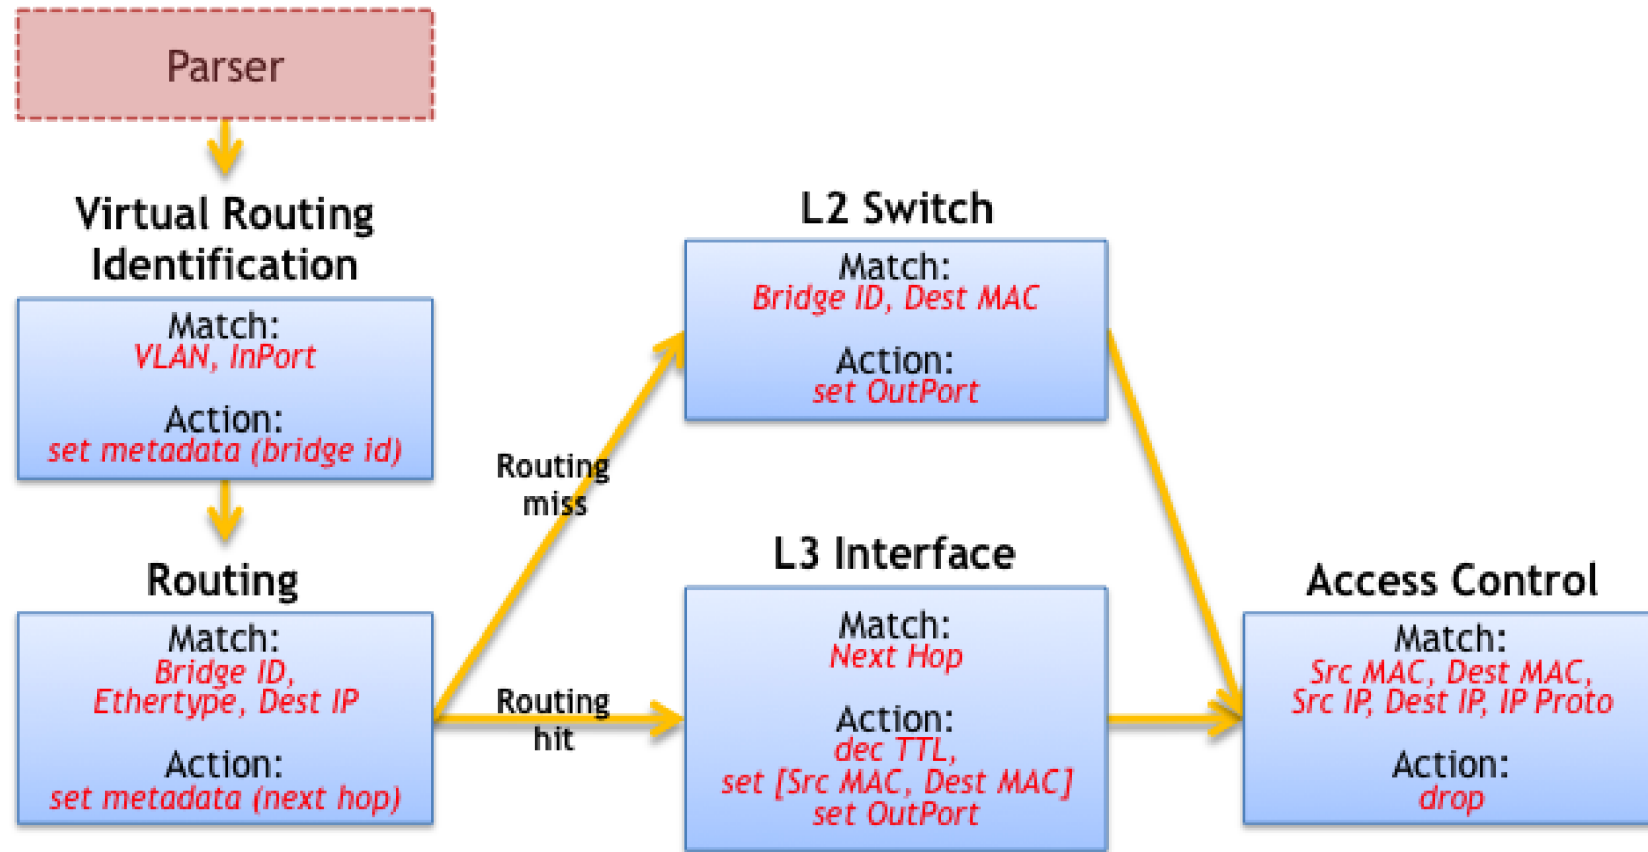 Parser
Virtual Routing
Identification
Match:
VLAN, InPort
Action:
set metadata (bridge id)
Routing
Match:
Bridge ID,
Ethertype, Dest IP
Action:
set metadata (next hop)
Routing
miss
Routing
hit
L2 Switch
Match:
Bridge ID, Dest MAC
Action:
set OutPort
L3 Interface
Match:
Next Hop
Action:
dec TTL,
set [Src MAC, Dest MAC]
set OutPort
Access Control
Match:
Src MAC, Dest MAC,
Src IP, Dest IP, IP Proto
Action:
drop